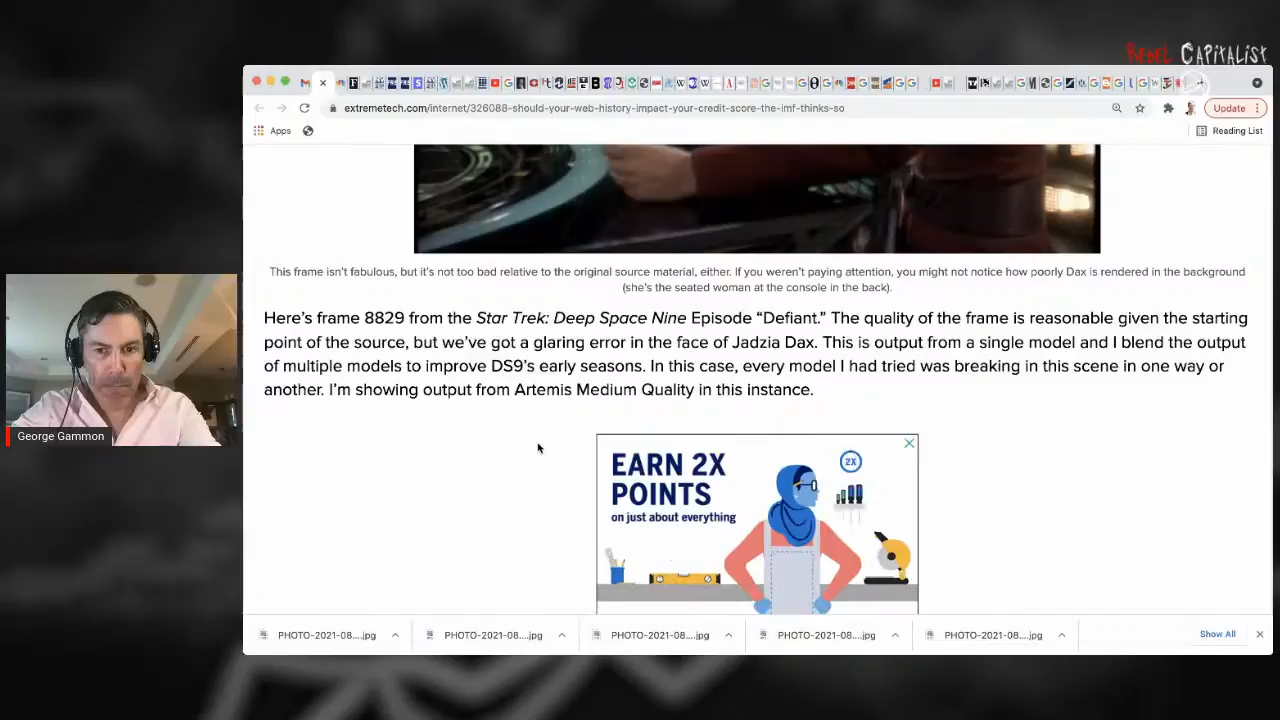 REBEL CAPITALIST
extremetech.com/internet/326088-should-your-web-history-impact-your-credit-score-the-imf-thinks-so
Update
Apps
Reading List
This frame isn't fabulous, but it's not too bad relative to the original source material, either. If you weren't paying attention, you might not notice how poorly Dax is rendered in the background
(she's the seated woman at the console in the back).
Here's frame 8829 from the Star Trek: Deep Space Nine Episode “Defiant.” The quality of the frame is reasonable given the starting
point of the source, but we've got a glaring error in the face of Jadzia Dax. This is output from a single model and I blend the output
of multiple models to improve DS9's early seasons. In this case, every model I had tried was breaking in this scene in one way or
another. I'm showing output from Artemis Medium Quality in this instance.
George Gammon
EARN 2X
POINTS
on just about everything
2X
PHOTO-2021-08....jpg
PHOTO-2021-08....jpg
PHOTO-2021-08....jpg
PHOTO-2021-08....jpg
PHOTO-2021-08....jpg
Show All